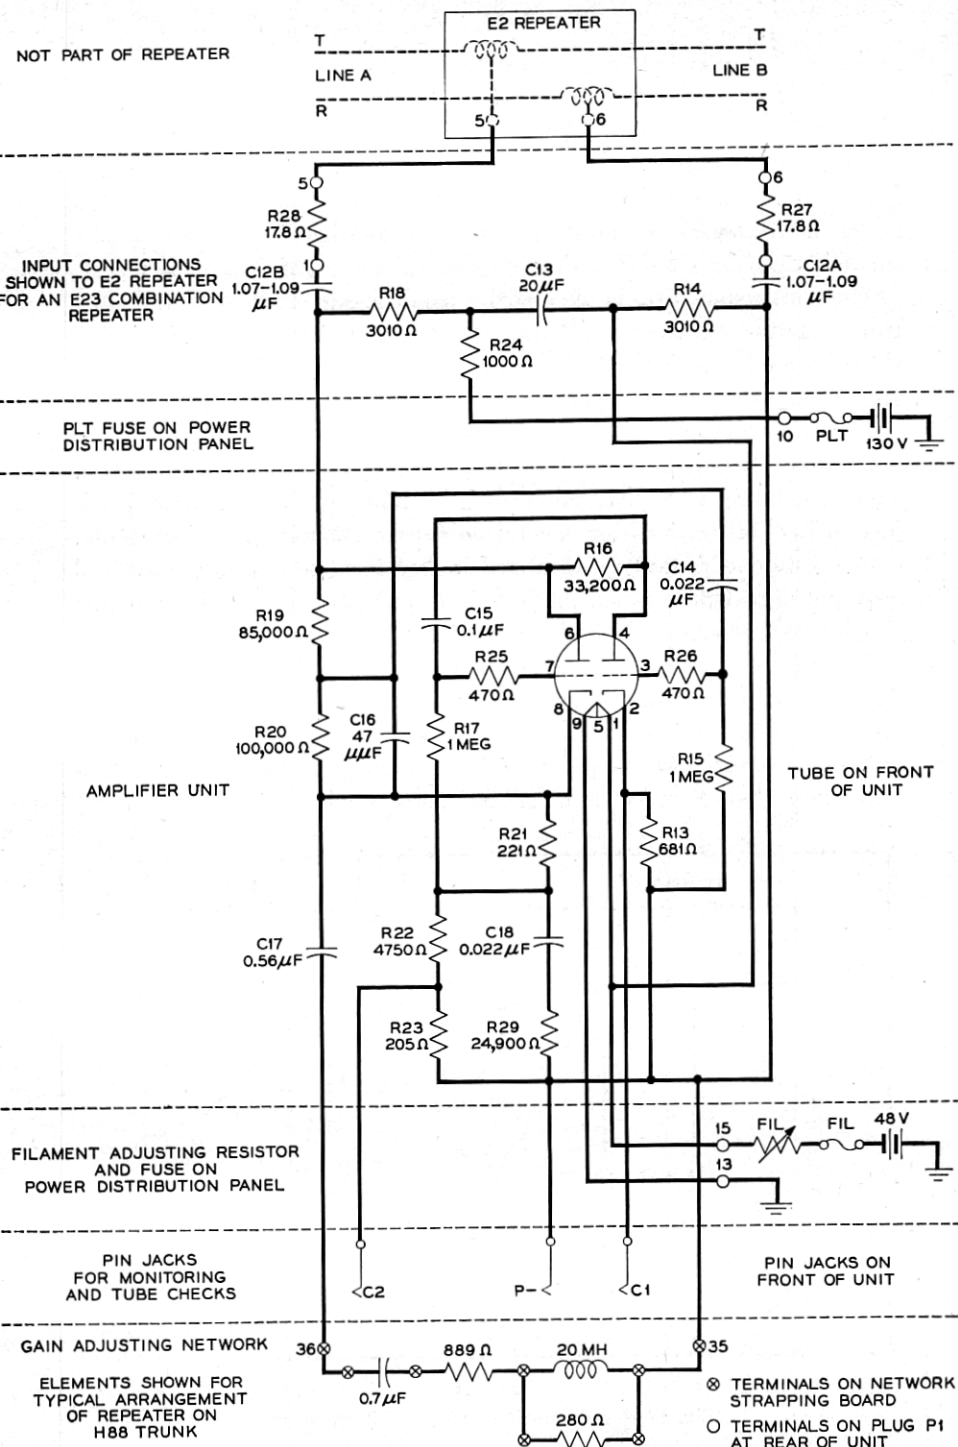 E2 REPEATER
NOT PART OF REPEATER
T
T
LINE A
LINE B
R
R
5
6
5
6
R28
17.8Ω
R27
17.8Ω
1
INPUT CONNECTIONS
SHOWN TO E2 REPEATER
FOR AN E23 COMBINATION
REPEATER
C12B
1.07-1.09
μF
C13
20μF
C12A
1.07-1.09
μF
R18
3010Ω
R14
3010Ω
R24
1000Ω
PLT FUSE ON POWER
DISTRIBUTION PANEL
10
PLT
130 V
R16
33,200Ω
C14
0.022
μF
R19
85,000Ω
C15
0.1μF
6
4
R25
470Ω
7
3
R26
470Ω
8
9
5
1
2
R20
100,000Ω
C16
47
μμF
R17
1 MEG
R15
1 MEG
AMPLIFIER UNIT
TUBE ON FRONT
OF UNIT
R21
221Ω
R13
681Ω
C17
0.56μF
R22
4750Ω
C18
0.022μF
R23
205Ω
R29
24,900Ω
FILAMENT ADJUSTING RESISTOR
AND FUSE ON
POWER DISTRIBUTION PANEL
15
FIL
FIL
48 V
13
PIN JACKS
FOR MONITORING
AND TUBE CHECKS
C2
P-
C1
PIN JACKS ON
FRONT OF UNIT
GAIN ADJUSTING NETWORK
36
889 Ω
20 MH
35
0.7μF
280Ω
ELEMENTS SHOWN FOR
TYPICAL ARRANGEMENT
OF REPEATER ON
H88 TRUNK
⊗ TERMINALS ON NETWORK
STRAPPING BOARD
○ TERMINALS ON PLUG P1
AT REAR OF UNIT